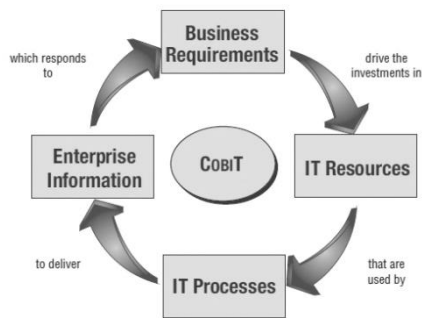 Business
Requirements
which responds
to
drive the
investments in
Enterprise
Information
COBIT
IT Resources
to deliver
that are
used by
IT Processes